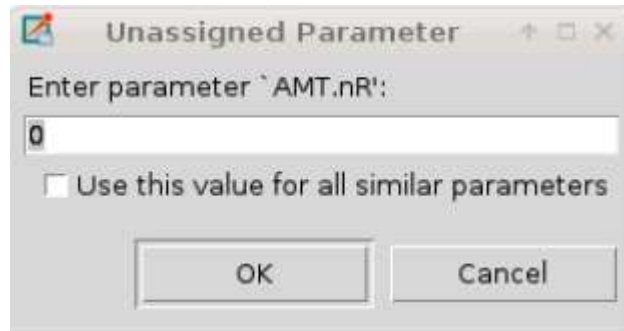 Unassigned Parameter
Enter parameter `AMT.nR':
0
Use this value for all similar parameters
OK Cancel